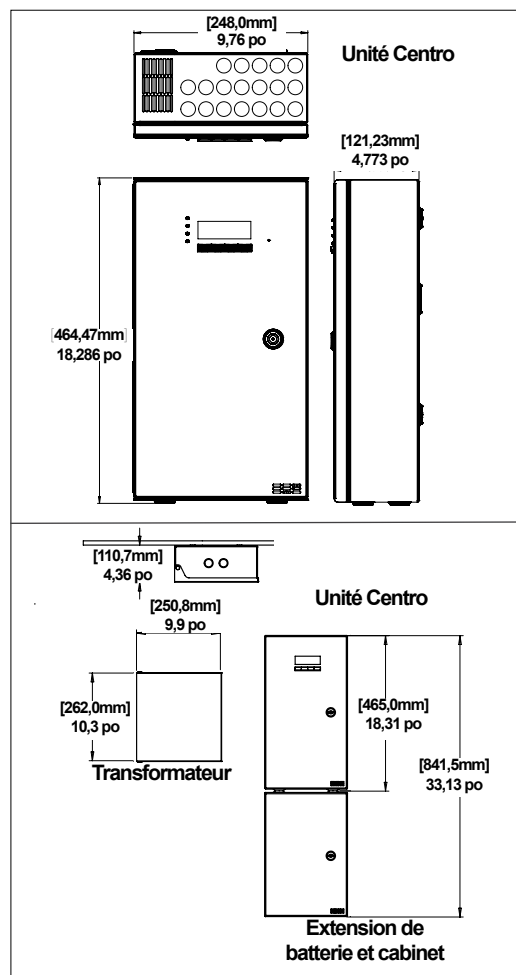 [248,0mm]
9,76 po
Unité Centro
[121,23mm]
4,773 po
[464,47mm]
18,286 po
[110,7mm]
4,36 po
[250,8mm]
9,9 po
Unité Centro
[262,0mm]
10,3 po
Transformateur
[465,0mm]
18,31 po
[841,5mm]
33,13 po
Extension de
batterie et cabinet